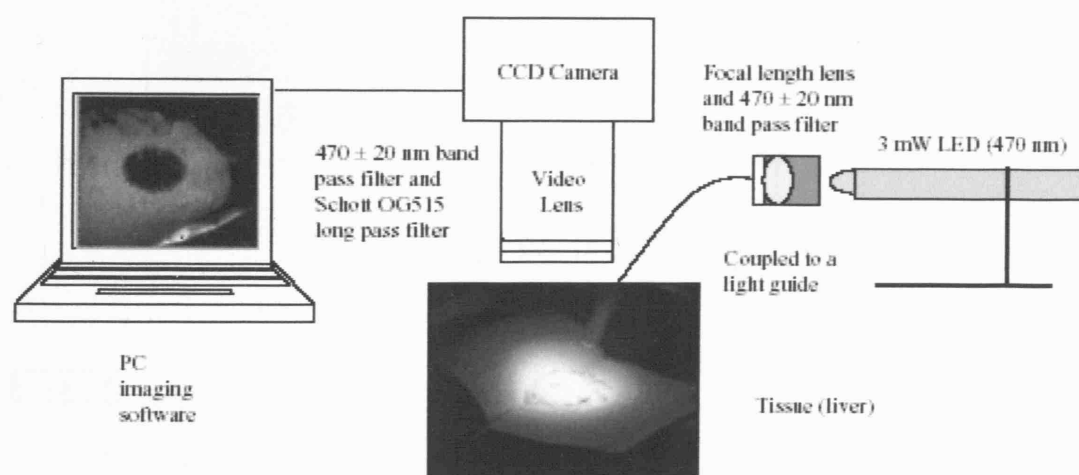 CCD Camera
Focal length lens
and 470 ± 20 nm
band pass filter
3 mW LED (470 nm)
470 ± 20 nm band
pass filter and
Schott OG515
long pass filter
Video
Lens
Coupled to a
light guide
PC
imaging
software
Tissue (liver)